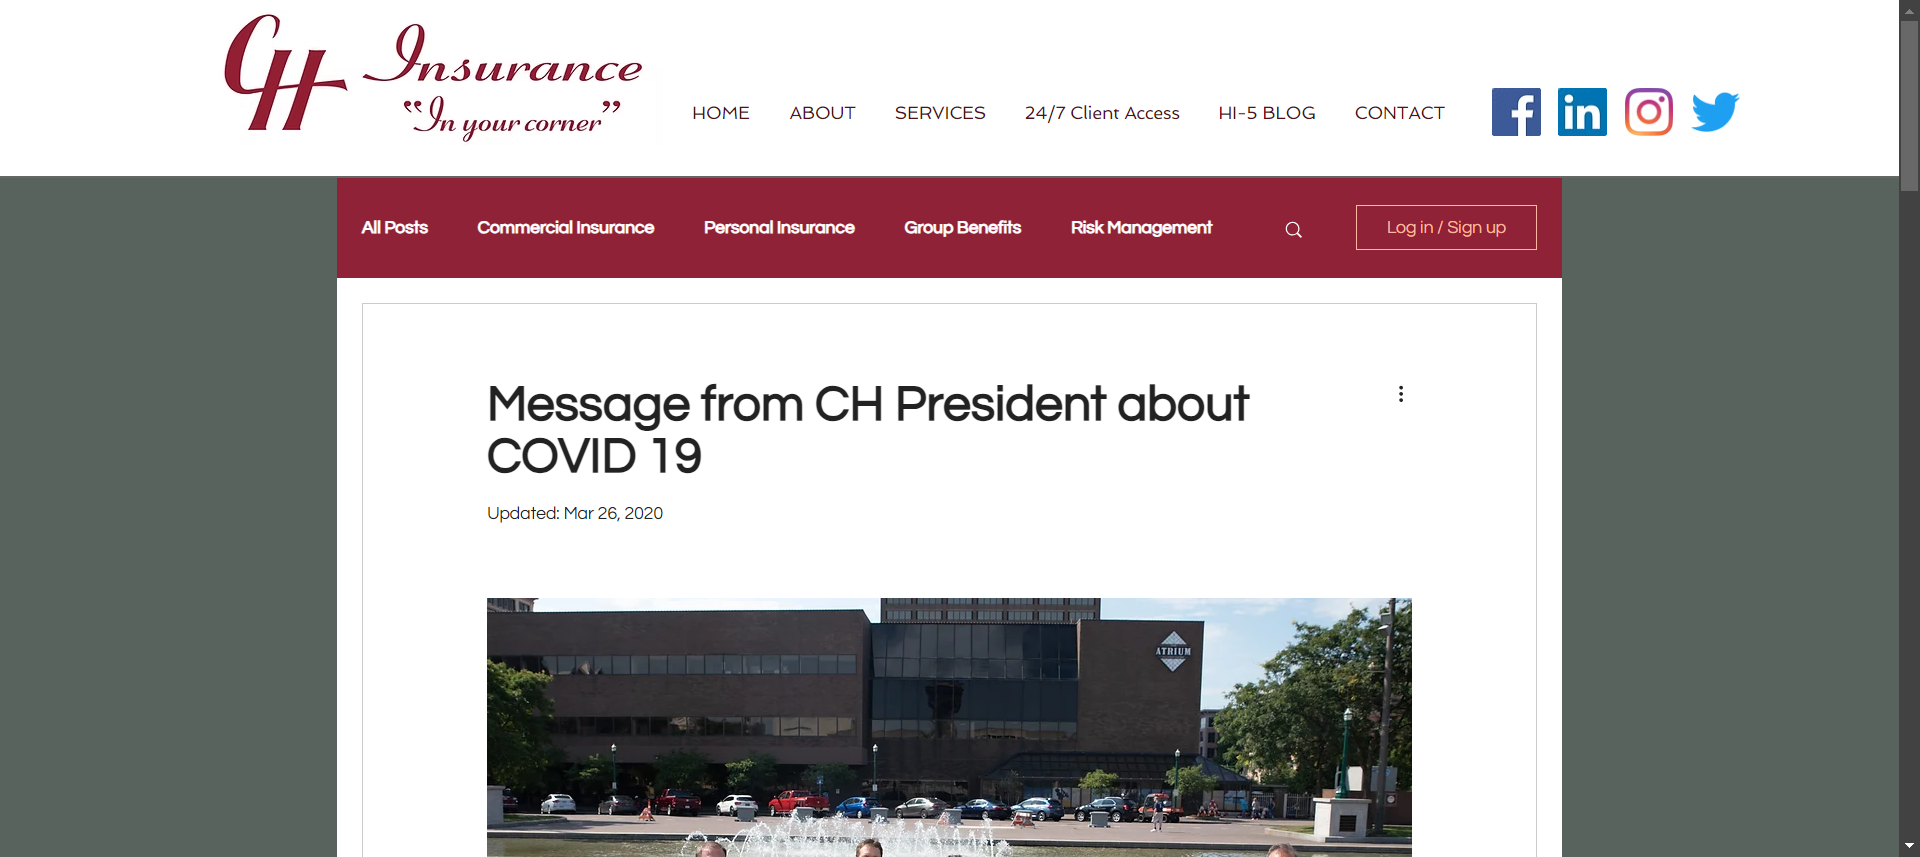 CH Insurance
"In your corner"
HOME ABOUT SERVICES 24/7 Client Access HI-5 BLOG CONTACT
All Posts Commercial Insurance Personal Insurance Group Benefits Risk Management Log in / Sign up
Message from CH President about
COVID 19
Updated: Mar 26, 2020
ATRIUM